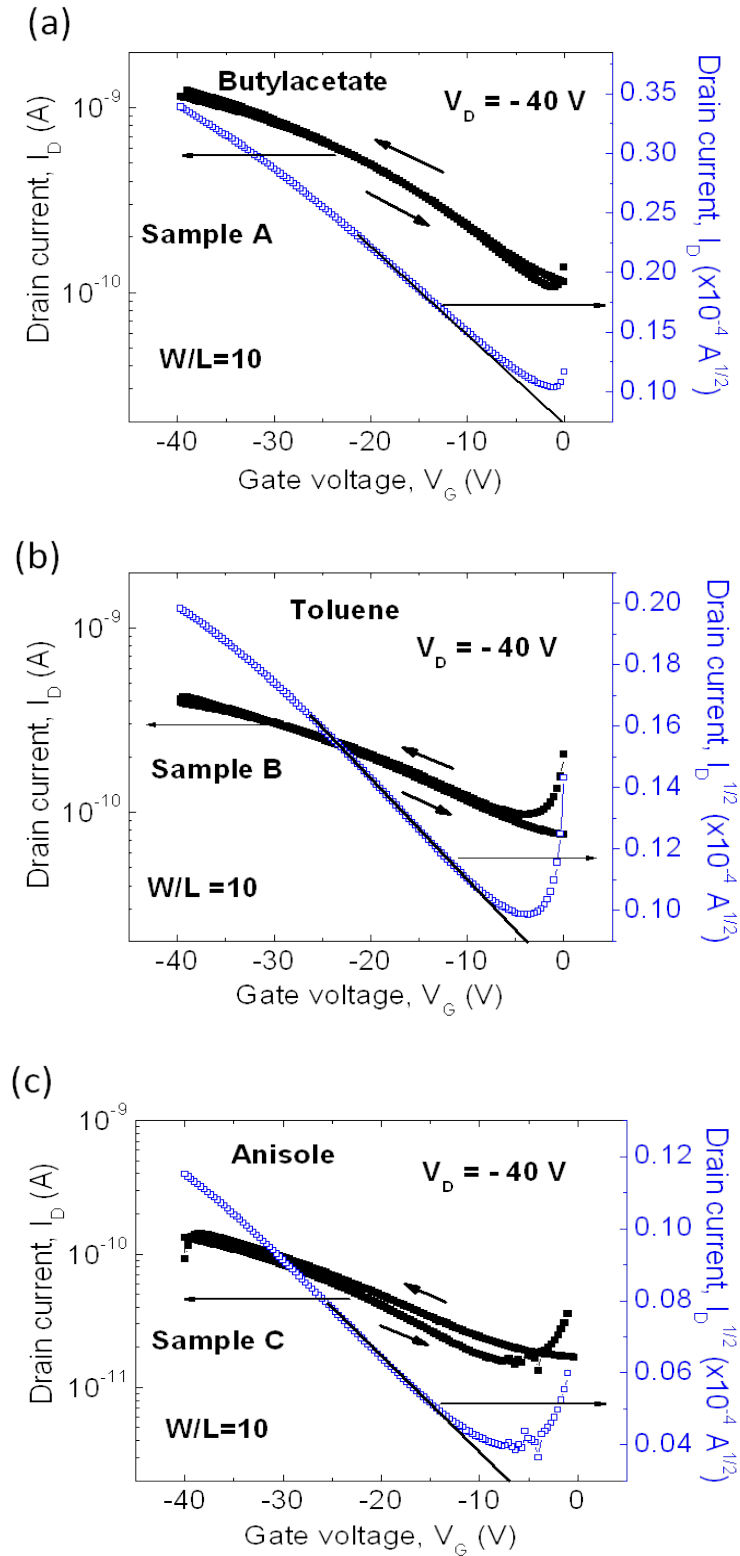 (a)
Butylacetate
V_D = - 40 V
Sample A
W/L=10
Drain current, I_D (A)
10^-9
10^-10
Drain current, I_D (x10^-4 A^1/2)
0.35
0.30
0.25
0.20
0.15
0.10
-40 -30 -20 -10 0
Gate voltage, V_G (V)
(b)
Toluene
V_D = - 40 V
Sample B
W/L =10
Drain current, I_D (A)
10^-9
10^-10
Drain current, I_D^1/2 (x10^-4 A^1/2)
0.20
0.18
0.16
0.14
0.12
0.10
-40 -30 -20 -10 0
Gate voltage, V_G (V)
(c)
Anisole
V_D = - 40 V
Sample C
W/L=10
Drain current, I_D (A)
10^-9
10^-10
10^-11
Drain current, I_D^1/2 (x10^-4 A^1/2)
0.12
0.10
0.08
0.06
0.04
-40 -30 -20 -10 0
Gate voltage, V_G (V)